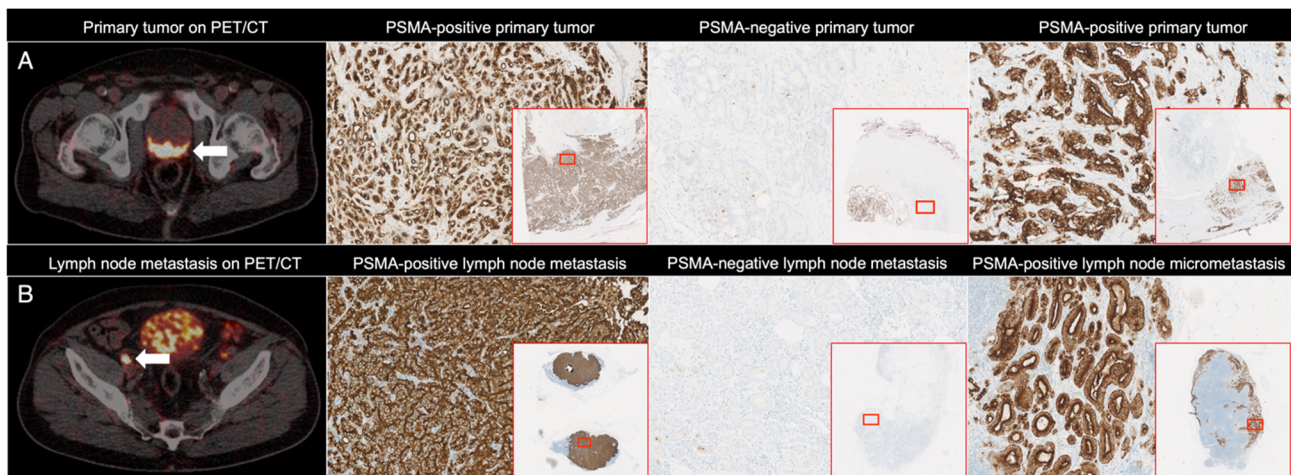 Primary tumor on PET/CT
PSMA-positive primary tumor
PSMA-negative primary tumor
PSMA-positive primary tumor
A
Lymph node metastasis on PET/CT
PSMA-positive lymph node metastasis
PSMA-negative lymph node metastasis
PSMA-positive lymph node micrometastasis
B